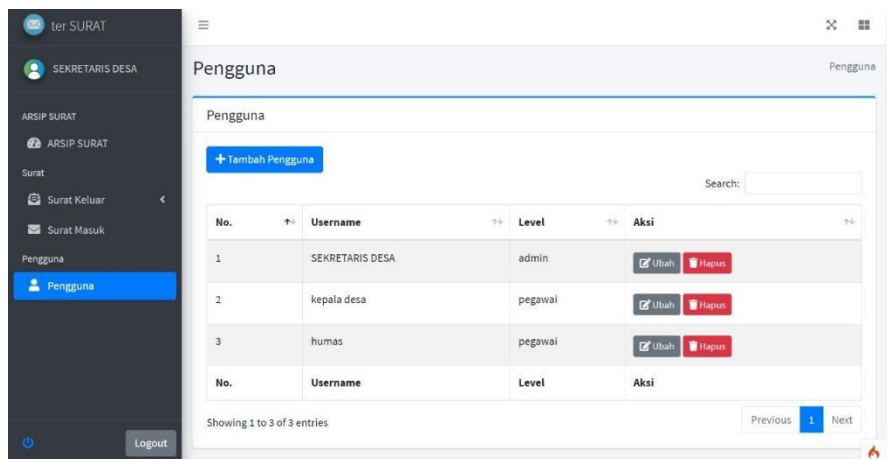 ter SURAT
SEKRETARIS DESA
Pengguna
Pengguna
ARSIP SURAT
ARSIP SURAT
Surat
Surat Keluar
Surat Masuk
Pengguna
Pengguna
Logout
Pengguna
Tambah Pengguna
Search:
No. Username Level Aksi
1 SEKRETARIS DESA admin Ubah Hapus
2 kepala desa pegawai Ubah Hapus
3 humas pegawai Ubah Hapus
No. Username Level Aksi
Showing 1 to 3 of 3 entries
Previous 1 Next